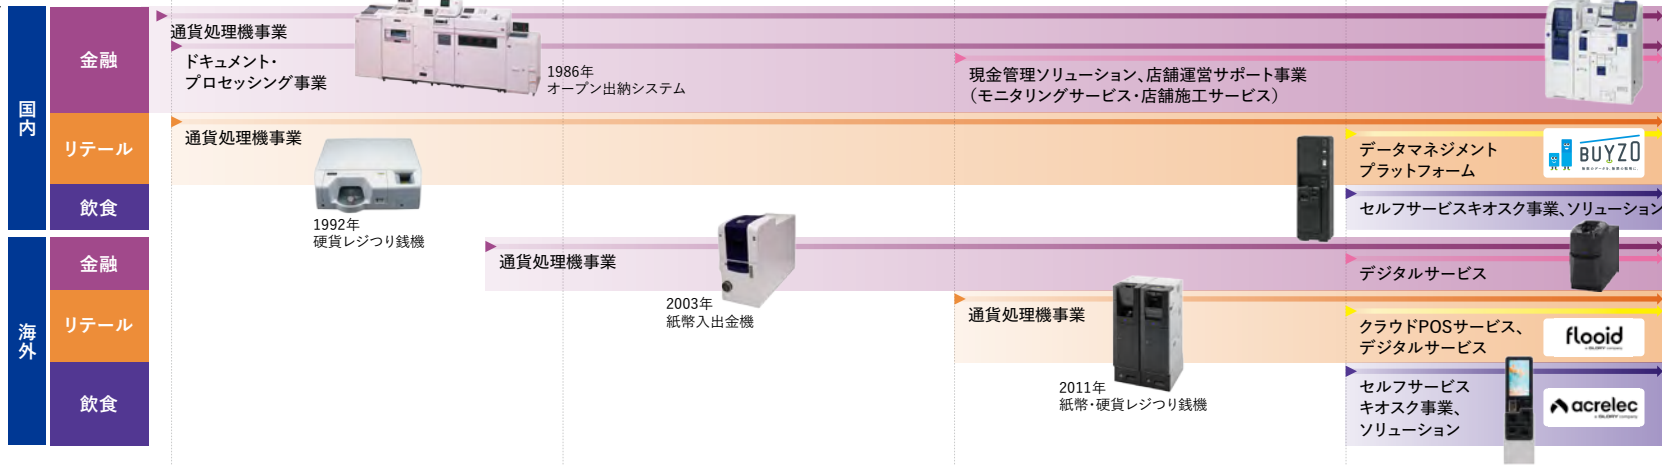 国内
金融
通貨処理機事業
ドキュメント・
プロセッシング事業
1986年
オープン出納システム
現金管理ソリューション、店舗運営サポート事業
（モニタリングサービス・店舗施工サービス）
リテール
通貨処理機事業
1992年
硬貨レジつり銭機
データマネジメント
プラットフォーム
BUYZO
飲食
セルフサービスキオスク事業、ソリューション
海外
金融
通貨処理機事業
2003年
紙幣入出金機
デジタルサービス
リテール
通貨処理機事業
2011年
紙幣・硬貨レジつり銭機
クラウドPOSサービス、
デジタルサービス
flooid
a GLORY company
飲食
セルフサービス
キオスク事業、
ソリューション
acrelec
a GLORY company